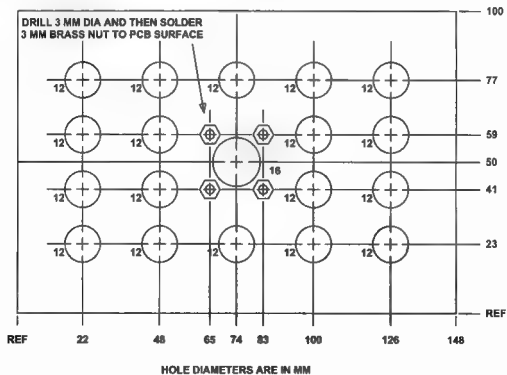 DRILL 3 MM DIA AND THEN SOLDER
3 MM BRASS NUT TO PCB SURFACE
100
12 12 12 12 12
77
12 12 12 12
59
16
50
12 12 12 12
41
12 12 12 12 12
23
REF
REF 22 48 65 74 83 100 126 148
HOLE DIAMETERS ARE IN MM